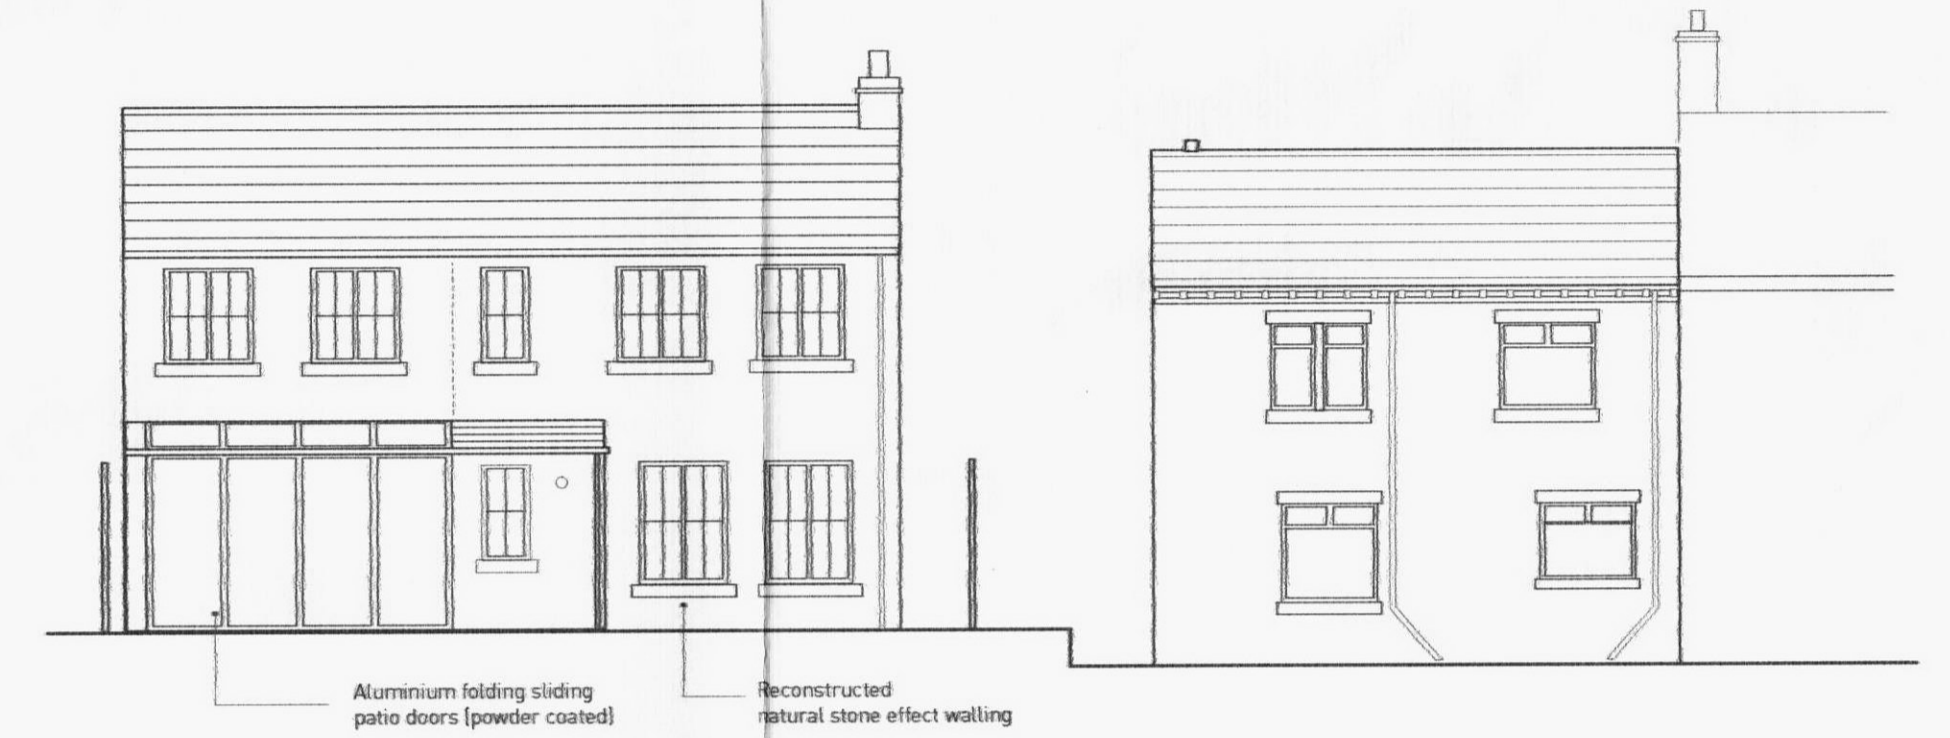 Aluminium folding sliding
patio doors (powder coated)
Reconstructed
natural stone effect walling